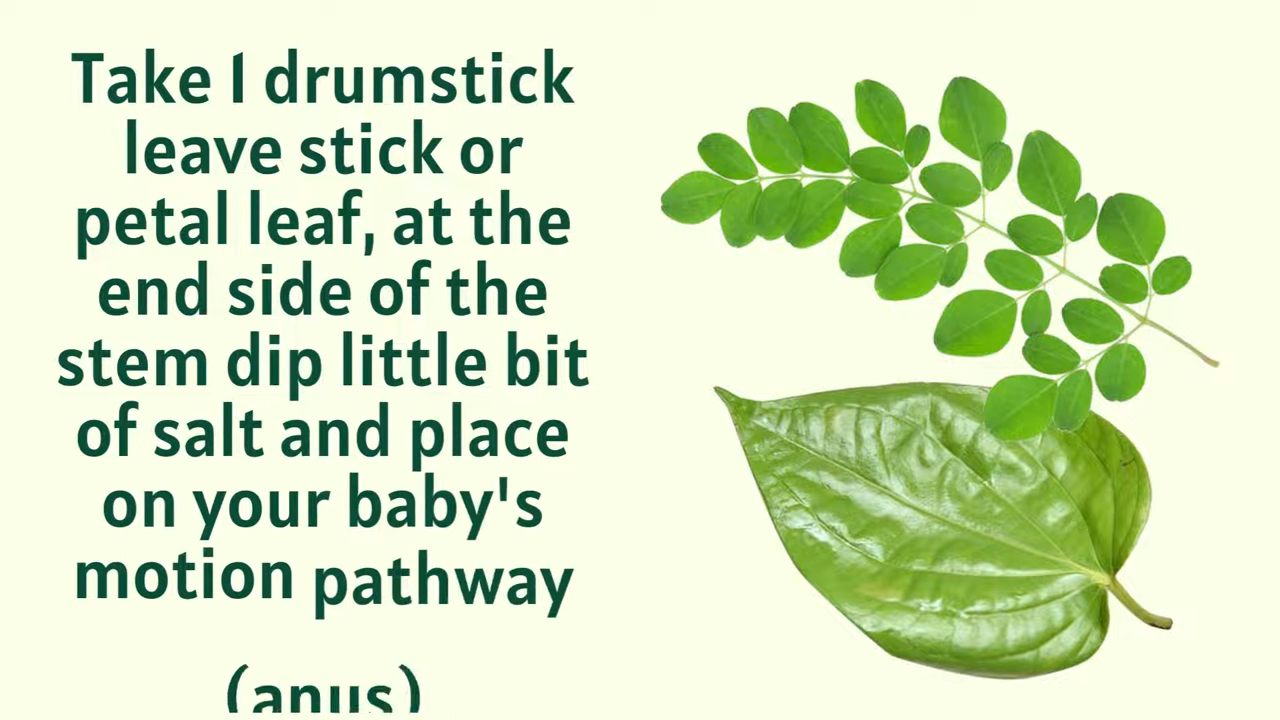 Take 1 drumstick
leave stick or
petal leaf, at the
end side of the
stem dip little bit
of salt and place
on your baby's
motion pathway
(anus)